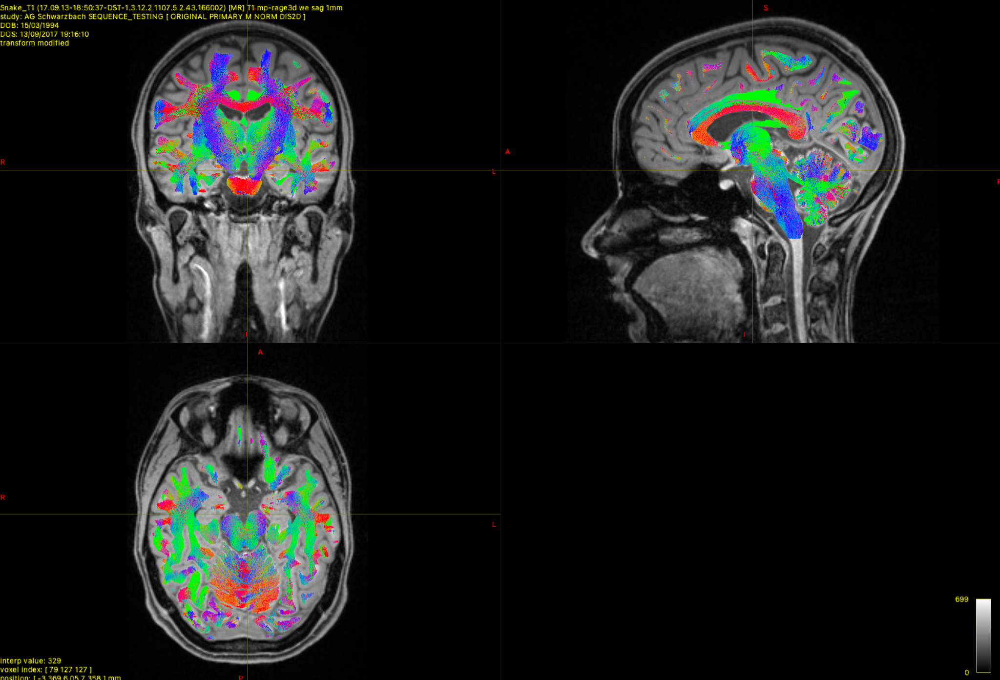 Snake_T1 (17.09.13-18:50:37-DST-1.3.12.2.1107.5.2.43.166002) [MR] T1 mp-rage3d we sag 1mm
study: AG Schwarzbach SEQUENCE_TESTING [ ORIGINAL PRIMARY M NORM DIS2D ]
DOB: 15/03/1994
DOS: 13/09/2017 19:16:10
transform modified
S
A
R
L
P
I
I
A
R
L
699
0
interp value: 329
voxel index: [ 79 127 127 ]
position: [ -3.369 6.05 7.358 ] mm
P